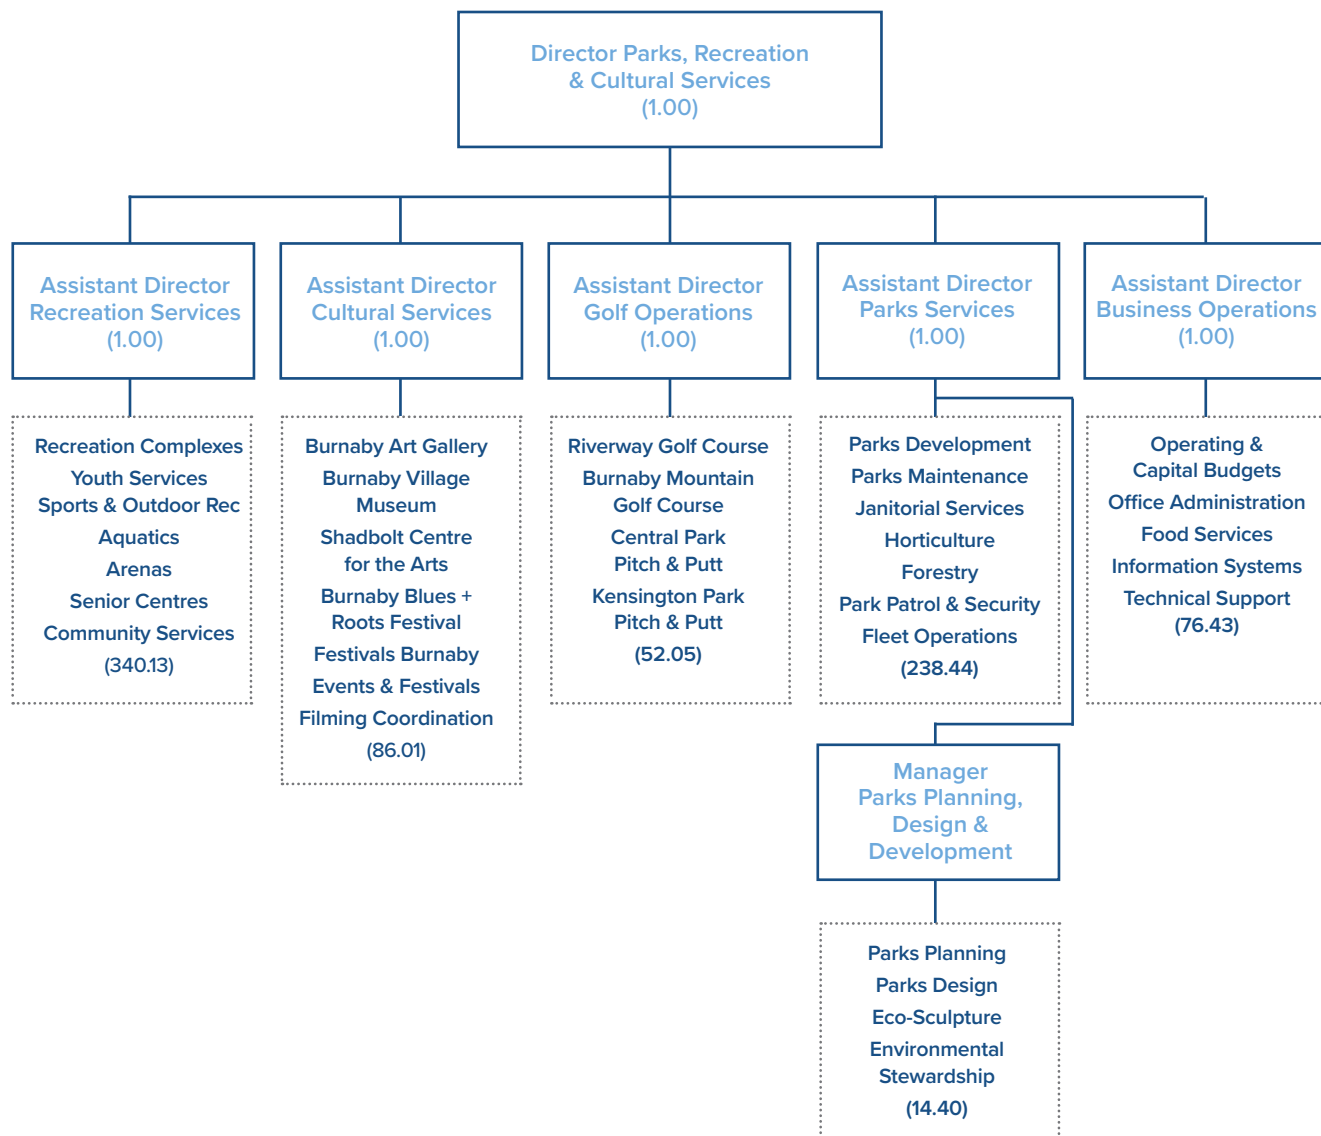 Director Parks, Recreation
& Cultural Services
(1.00)
Assistant Director
Recreation Services
(1.00)
Assistant Director
Cultural Services
(1.00)
Assistant Director
Golf Operations
(1.00)
Assistant Director
Parks Services
(1.00)
Assistant Director
Business Operations
(1.00)
Recreation Complexes
Youth Services
Sports & Outdoor Rec
Aquatics
Arenas
Senior Centres
Community Services
(340.13)
Burnaby Art Gallery
Burnaby Village
Museum
Shadbolt Centre
for the Arts
Burnaby Blues +
Roots Festival
Festivals Burnaby
Events & Festivals
Filming Coordination
(86.01)
Riverway Golf Course
Burnaby Mountain
Golf Course
Central Park
Pitch & Putt
Kensington Park
Pitch & Putt
(52.05)
Parks Development
Parks Maintenance
Janitorial Services
Horticulture
Forestry
Park Patrol & Security
Fleet Operations
(238.44)
Operating &
Capital Budgets
Office Administration
Food Services
Information Systems
Technical Support
(76.43)
Manager
Parks Planning,
Design &
Development
Parks Planning
Parks Design
Eco-Sculpture
Environmental
Stewardship
(14.40)